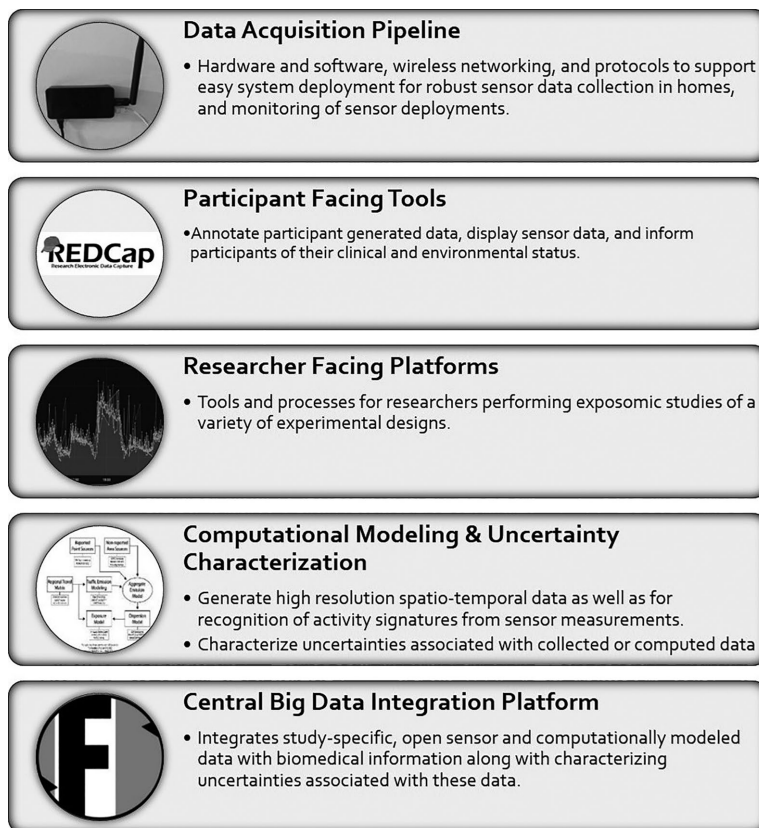 Data Acquisition Pipeline
• Hardware and software, wireless networking, and protocols to support
easy system deployment for robust sensor data collection in homes,
and monitoring of sensor deployments.
Participant Facing Tools
•Annotate participant generated data, display sensor data, and inform
participants of their clinical and environmental status.
REDCap
Research Electronic Data Capture
Researcher Facing Platforms
• Tools and processes for researchers performing exposomic studies of a
variety of experimental designs.
Computational Modeling & Uncertainty
Characterization
• Generate high resolution spatio-temporal data as well as for
recognition of activity signatures from sensor measurements.
• Characterize uncertainties associated with collected or computed data
Central Big Data Integration Platform
• Integrates study-specific, open sensor and computationally modeled
data with biomedical information along with characterizing
uncertainties associated with these data.
F